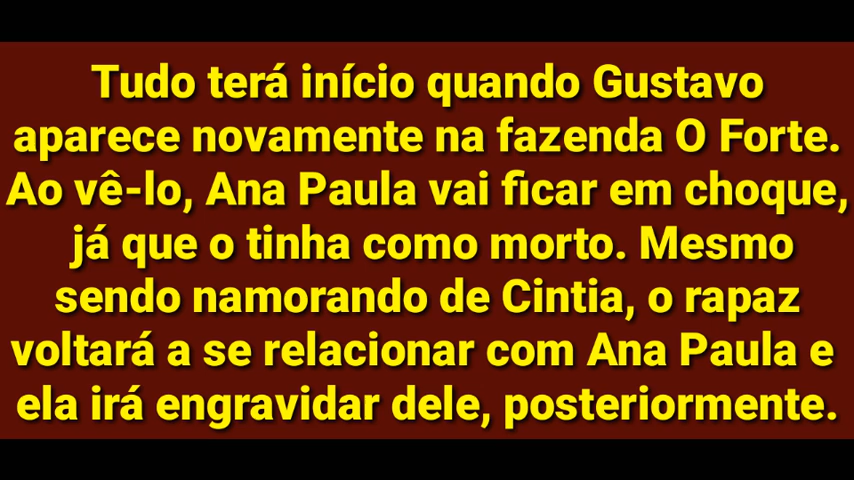 Tudo terá início quando Gustavo
aparece novamente na fazenda O Forte.
Ao vê-lo, Ana Paula vai ficar em choque,
já que o tinha como morto. Mesmo
sendo namorando de Cintia, o rapaz
voltará a se relacionar com Ana Paula e
ela irá engravidar dele, posteriormente.